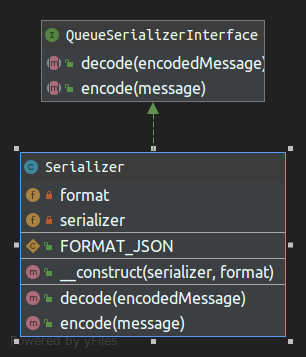 QueueSerializerInterface
decode(encodedMessage)
encode(message)
Serializer
format
serializer
FORMAT_JSON
__construct(serializer, format)
decode(encodedMessage)
encode(message)
Powered by yFiles